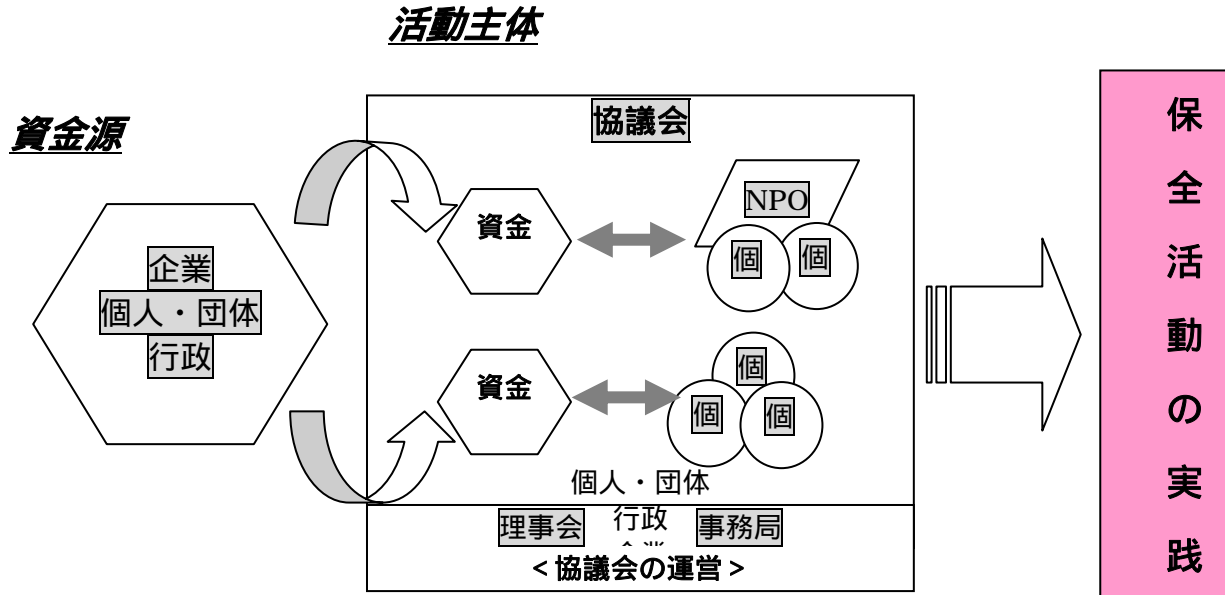 活動主体
資金源
企業
個人・団体
行政
協議会
資金
NPO
個
個
資金
個
個
個
個人・団体
行政
理事会
事務局
<協議会の運営>
保全活動の実践